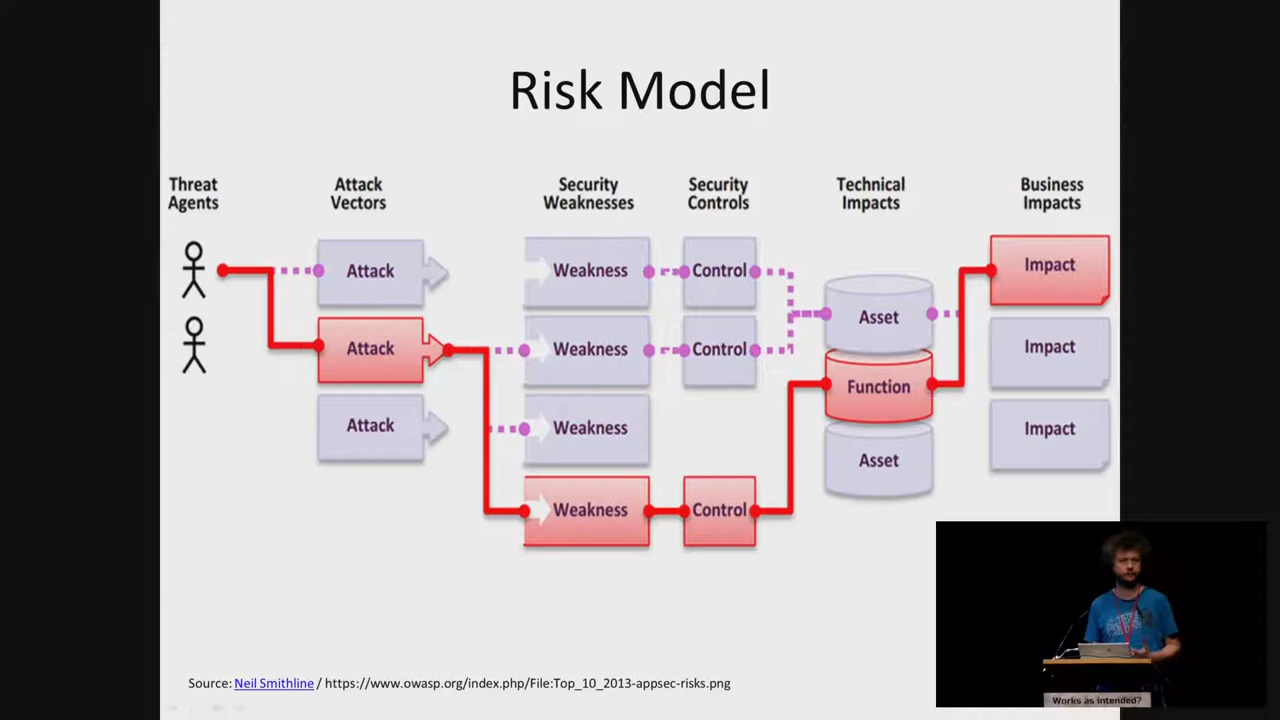 Risk Model
Threat
Agents
Attack
Vectors
Security
Weaknesses
Security
Controls
Technical
Impacts
Business
Impacts
Attack
Weakness
Control
Asset
Impact
Attack
Weakness
Control
Function
Impact
Attack
Weakness
Asset
Impact
Weakness
Control
Source: Neil Smithline / https://www.owasp.org/index.php/File:Top_10_2013-appsec-risks.png
Works as intended?